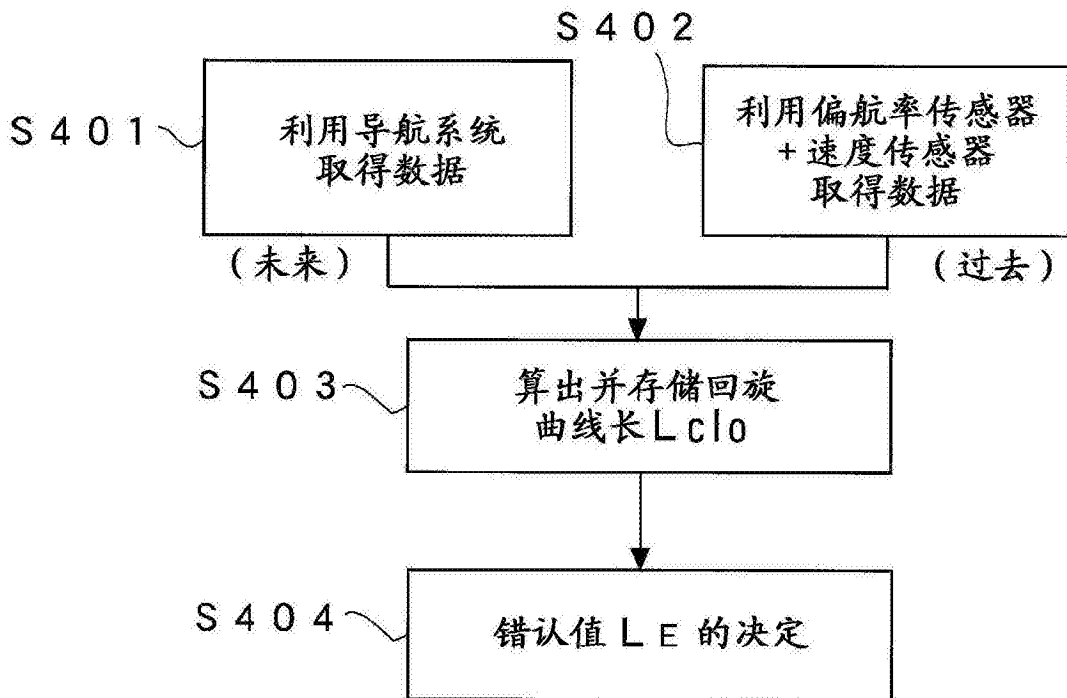 S401
利用导航系统
取得数据
(未来)
S402
利用偏航率传感器
+速度传感器
取得数据
(过去)
S403
算出并存储回旋
曲线长Lclo
S404
错认值LE的决定